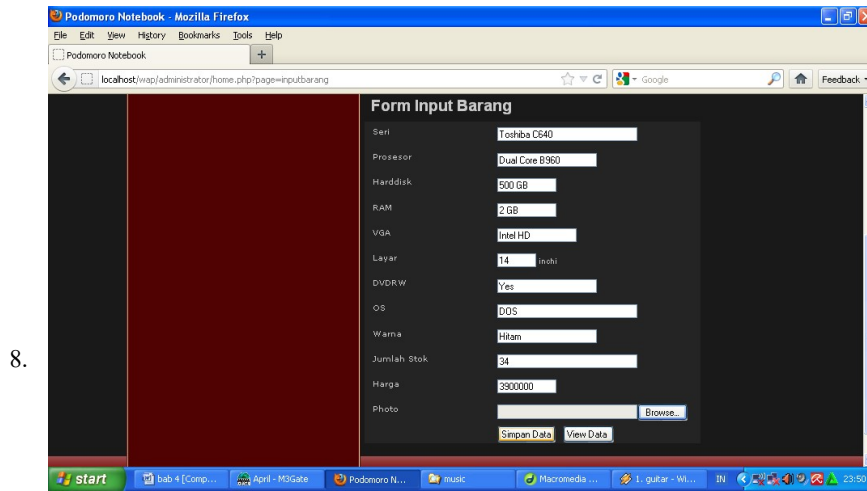 Podomoro Notebook - Mozilla Firefox
File Edit View History Bookmarks Tools Help
Podomoro Notebook +
localhost/wap/administrator/home.php?page=inputbarang Google Feedback
Form Input Barang
Seri Toshiba C640
Prosesor Dual Core B960
Harddisk 500 GB
RAM 2 GB
VGA Intel HD
Layar 14 inchi
DVDRW Yes
OS DOS
Warna Hitam
8.
Jumlah Stok 34
Harga 3900000
Photo Browse...
Simpan Data View Data
start bab 4 [Comp... April - M3Gate Podomoro N... music Macromedia ... 1. guitar - Wi... IN 23:50